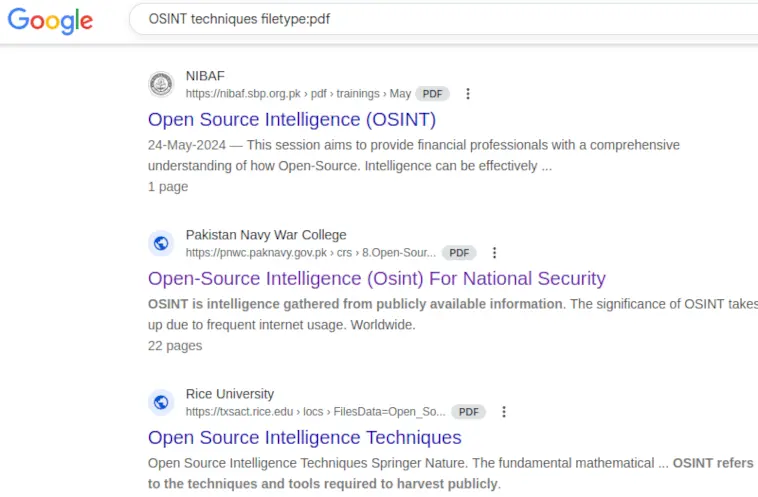 Google
OSINT techniques filetype:pdf
NIBAF
https://nibaf.sbp.org.pk › pdf › trainings › May PDF
Open Source Intelligence (OSINT)
24-May-2024 — This session aims to provide financial professionals with a comprehensive
understanding of how Open-Source. Intelligence can be effectively ...
1 page
Pakistan Navy War College
https://pnwc.paknavy.gov.pk › crs › 8.Open-Sour... PDF
Open-Source Intelligence (Osint) For National Security
OSINT is intelligence gathered from publicly available information. The significance of OSINT takes
up due to frequent internet usage. Worldwide.
22 pages
Rice University
https://txsact.rice.edu › locs › FilesData=Open_So... PDF
Open Source Intelligence Techniques
Open Source Intelligence Techniques Springer Nature. The fundamental mathematical ... OSINT refers
to the techniques and tools required to harvest publicly.